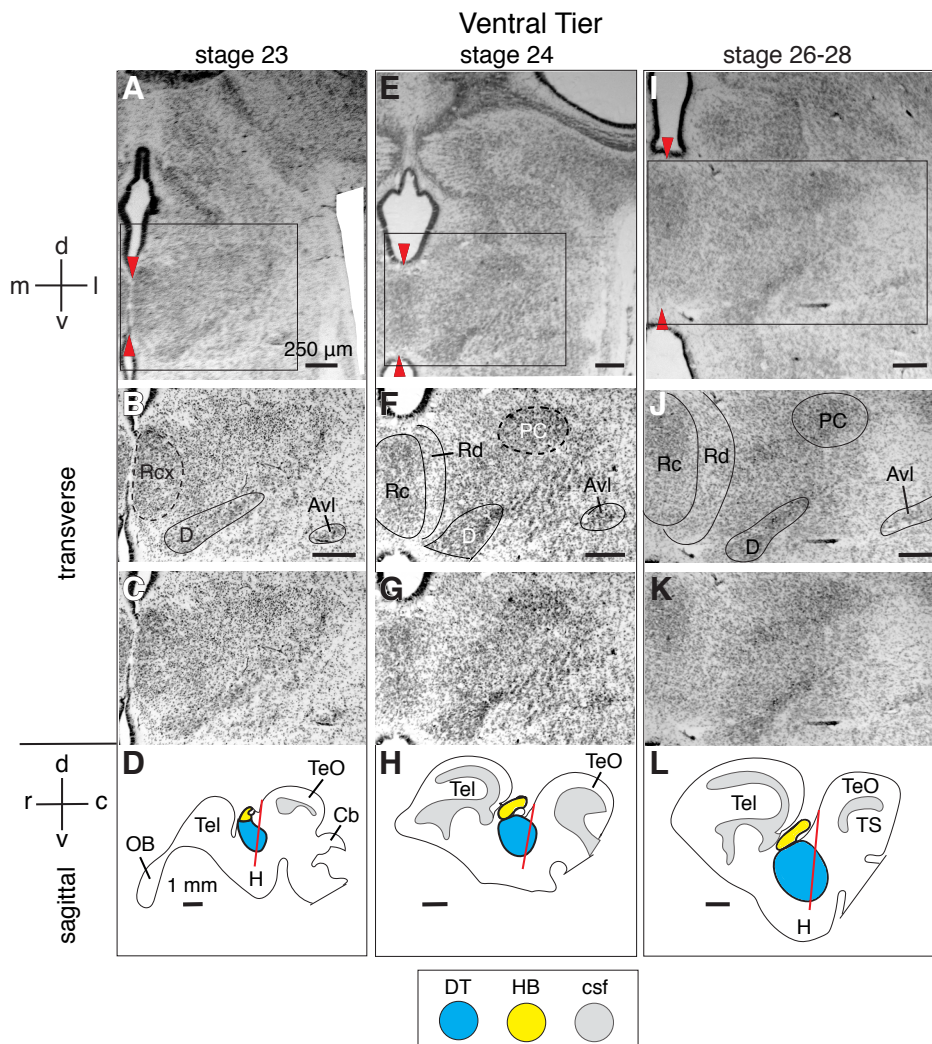 Ventral Tier
stage 23
stage 24
stage 26-28
A
E
I
d
m
l
v
250 µm
transverse
B
Rcx
D
Avl
F
Rc
Rd
PC
D
Avl
J
Rc
Rd
PC
D
Avl
C
G
K
d
r
c
v
sagittal
D
OB
Tel
TeO
Cb
H
1 mm
H
Tel
TeO
L
Tel
TeO
TS
H
DT
HB
csf